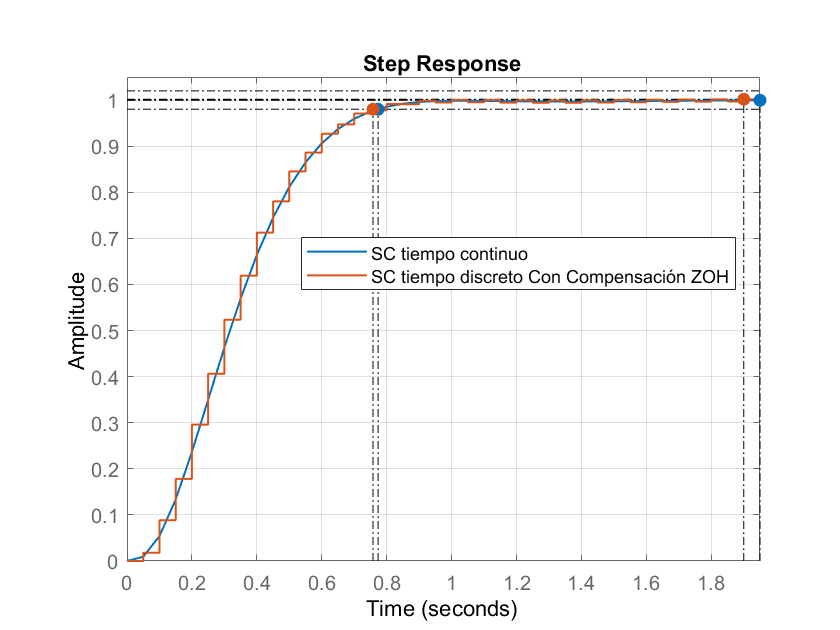 Step Response
1
0.9
0.8
0.7
0.6
0.5
0.4
0.3
0.2
0.1
0
Amplitude
SC tiempo continuo
SC tiempo discreto Con Compensación ZOH
0 0.2 0.4 0.6 0.8 1 1.2 1.4 1.6 1.8
Time (seconds)